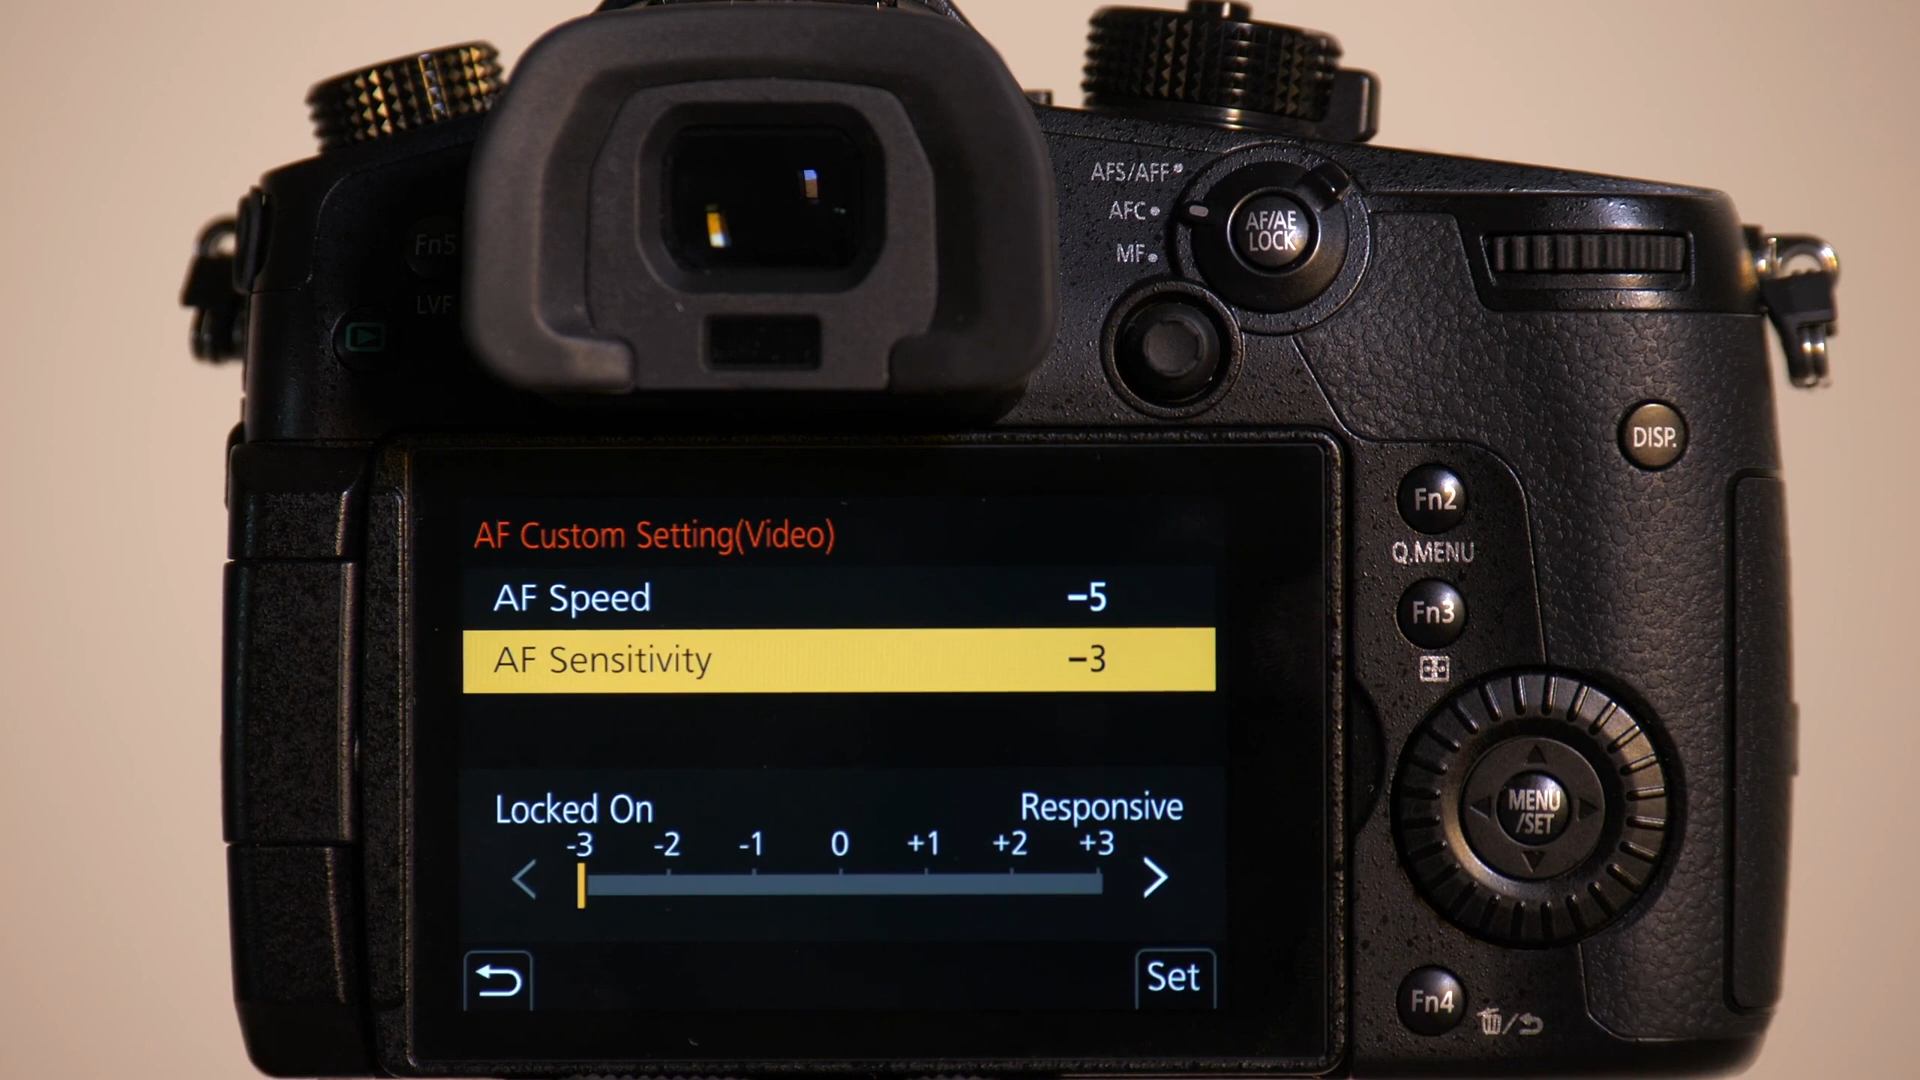 Fn5
LVF
AFS/AFF
AFC
MF
AF/AE
LOCK
DISP.
Fn2
Q.MENU
Fn3
MENU
/SET
Fn4
AF Custom Setting(Video)
AF Speed −5
AF Sensitivity −3
Locked On Responsive
-3 -2 -1 0 +1 +2 +3
Set